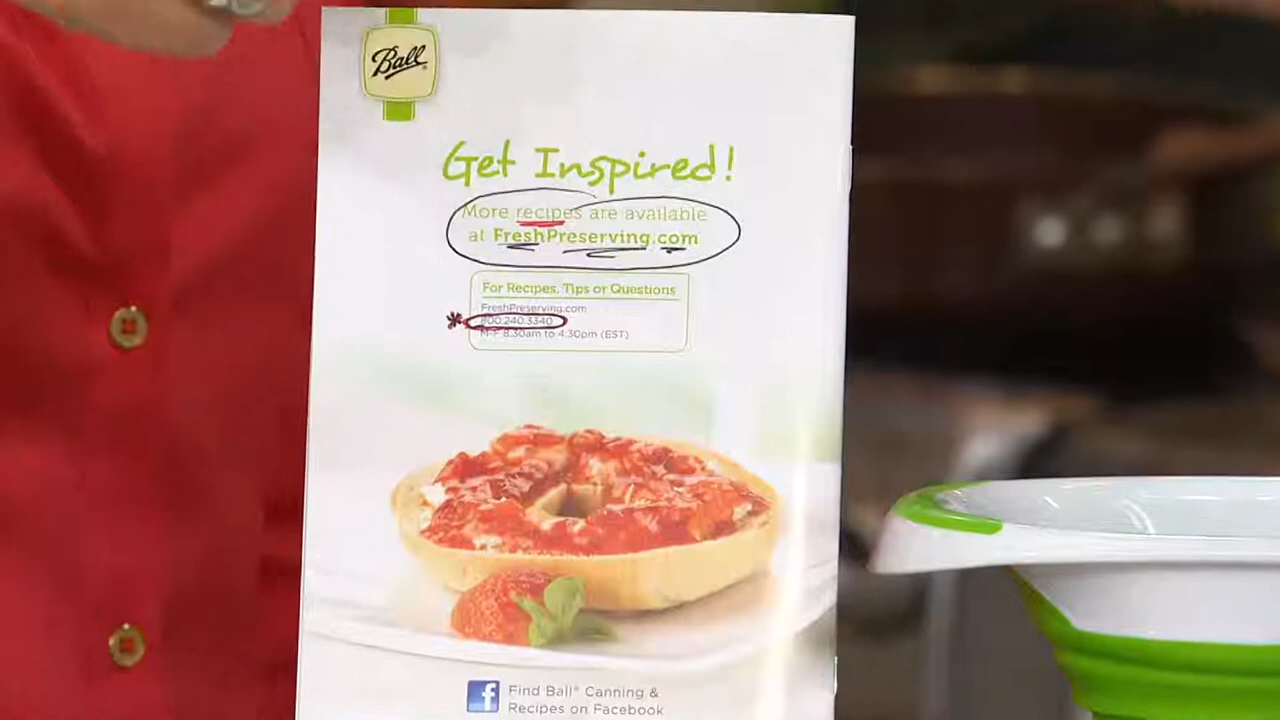 Ball
Get Inspired!
More recipes are available
at FreshPreserving.com
For Recipes, Tips or Questions
FreshPreserving.com
800.240.3340
M-F 8:30am to 4:30pm (EST)
f Find Ball® Canning &
Recipes on Facebook